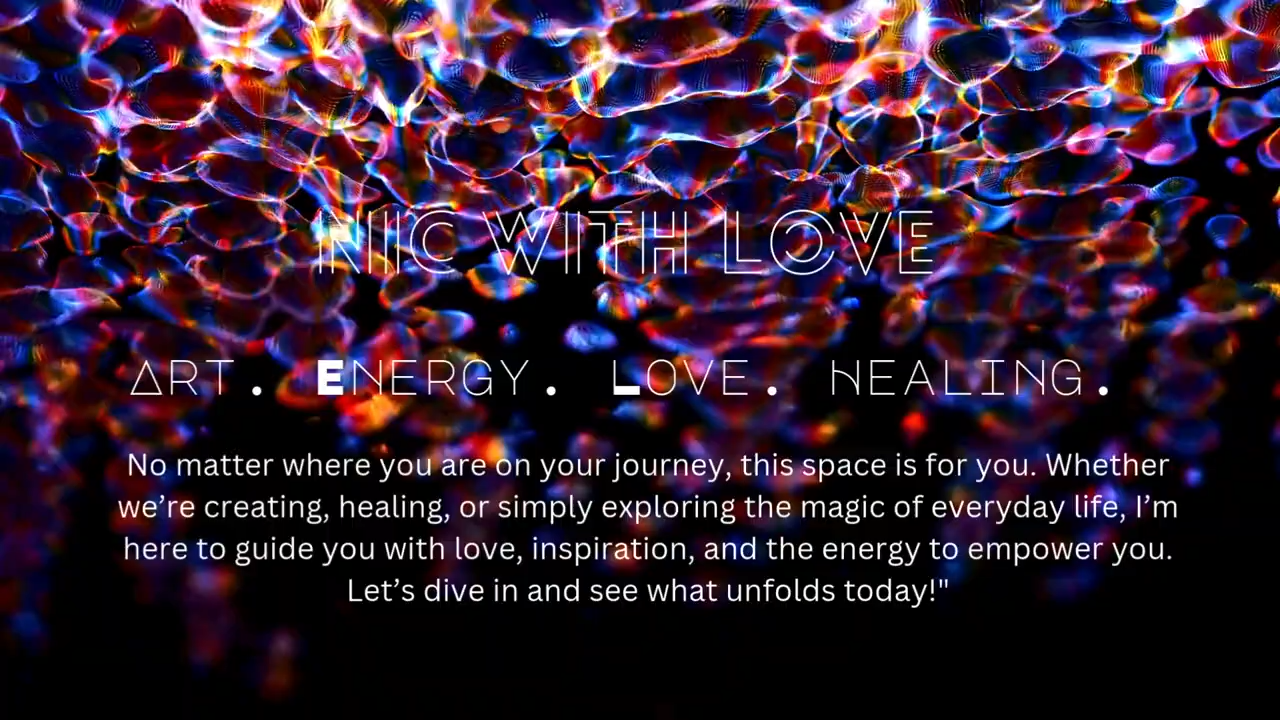 NIC WITH LOVE
ART. ENERGY. LOVE. HEALING.
No matter where you are on your journey, this space is for you. Whether
we’re creating, healing, or simply exploring the magic of everyday life, I’m
here to guide you with love, inspiration, and the energy to empower you.
Let’s dive in and see what unfolds today!"